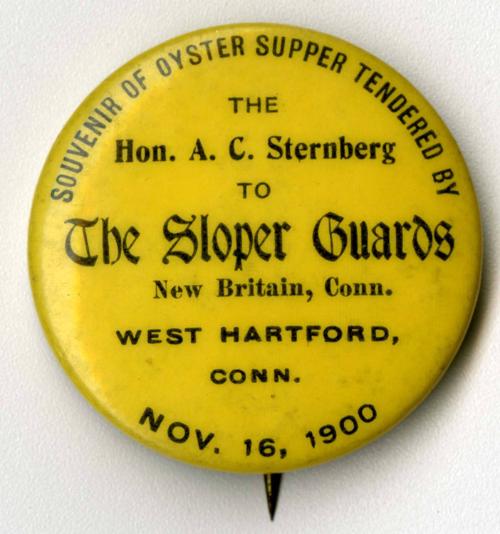 SOUVENIR OF OYSTER SUPPER TENDERED BY
THE
Hon. A. C. Sternberg
TO
The Sloper Guards
New Britain, Conn.
WEST HARTFORD,
CONN.
NOV. 16, 1900